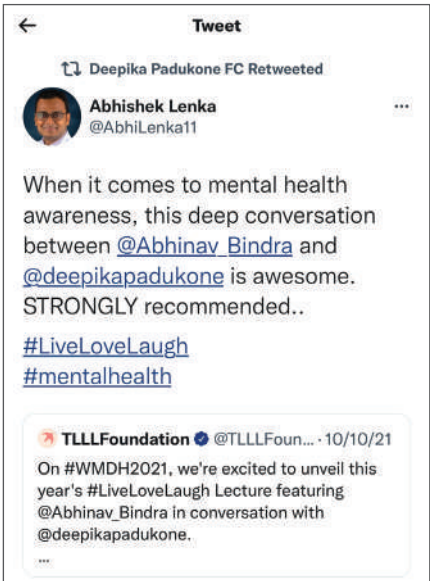 Tweet
Deepika Padukone FC Retweeted
Abhishek Lenka
@AbhiLenka11
When it comes to mental health
awareness, this deep conversation
between @Abhinav_Bindra and
@deepikapadukone is awesome.
STRONGLY recommended..
#LiveLoveLaugh
#mentalhealth
TLLLFoundation @TLLLFoun... · 10/10/21
On #WMDH2021, we're excited to unveil this
year's #LiveLoveLaugh Lecture featuring
@Abhinav_Bindra in conversation with
@deepikapadukone.
...